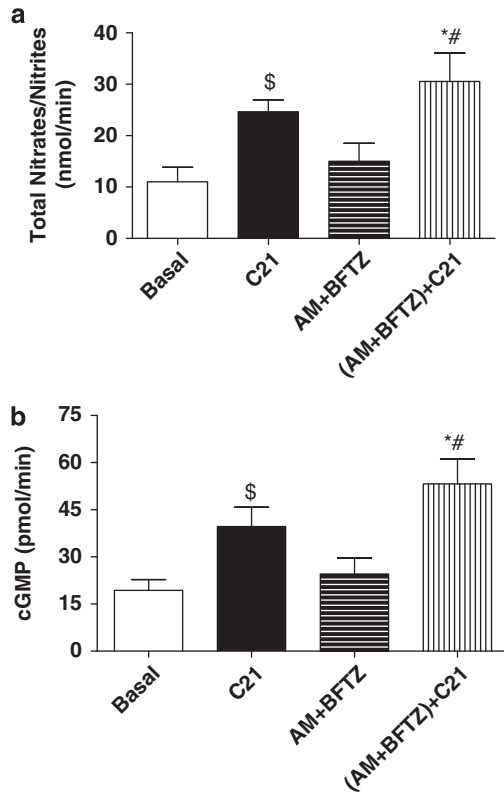 a
Total Nitrates/Nitrites
(nmol/min)
40
30
20
10
0
$
*#
Basal
C21
AM+BFTZ
(AM+BFTZ)+C21
b
cGMP (pmol/min)
75
60
45
30
15
0
$
*#
Basal
C21
AM+BFTZ
(AM+BFTZ)+C21